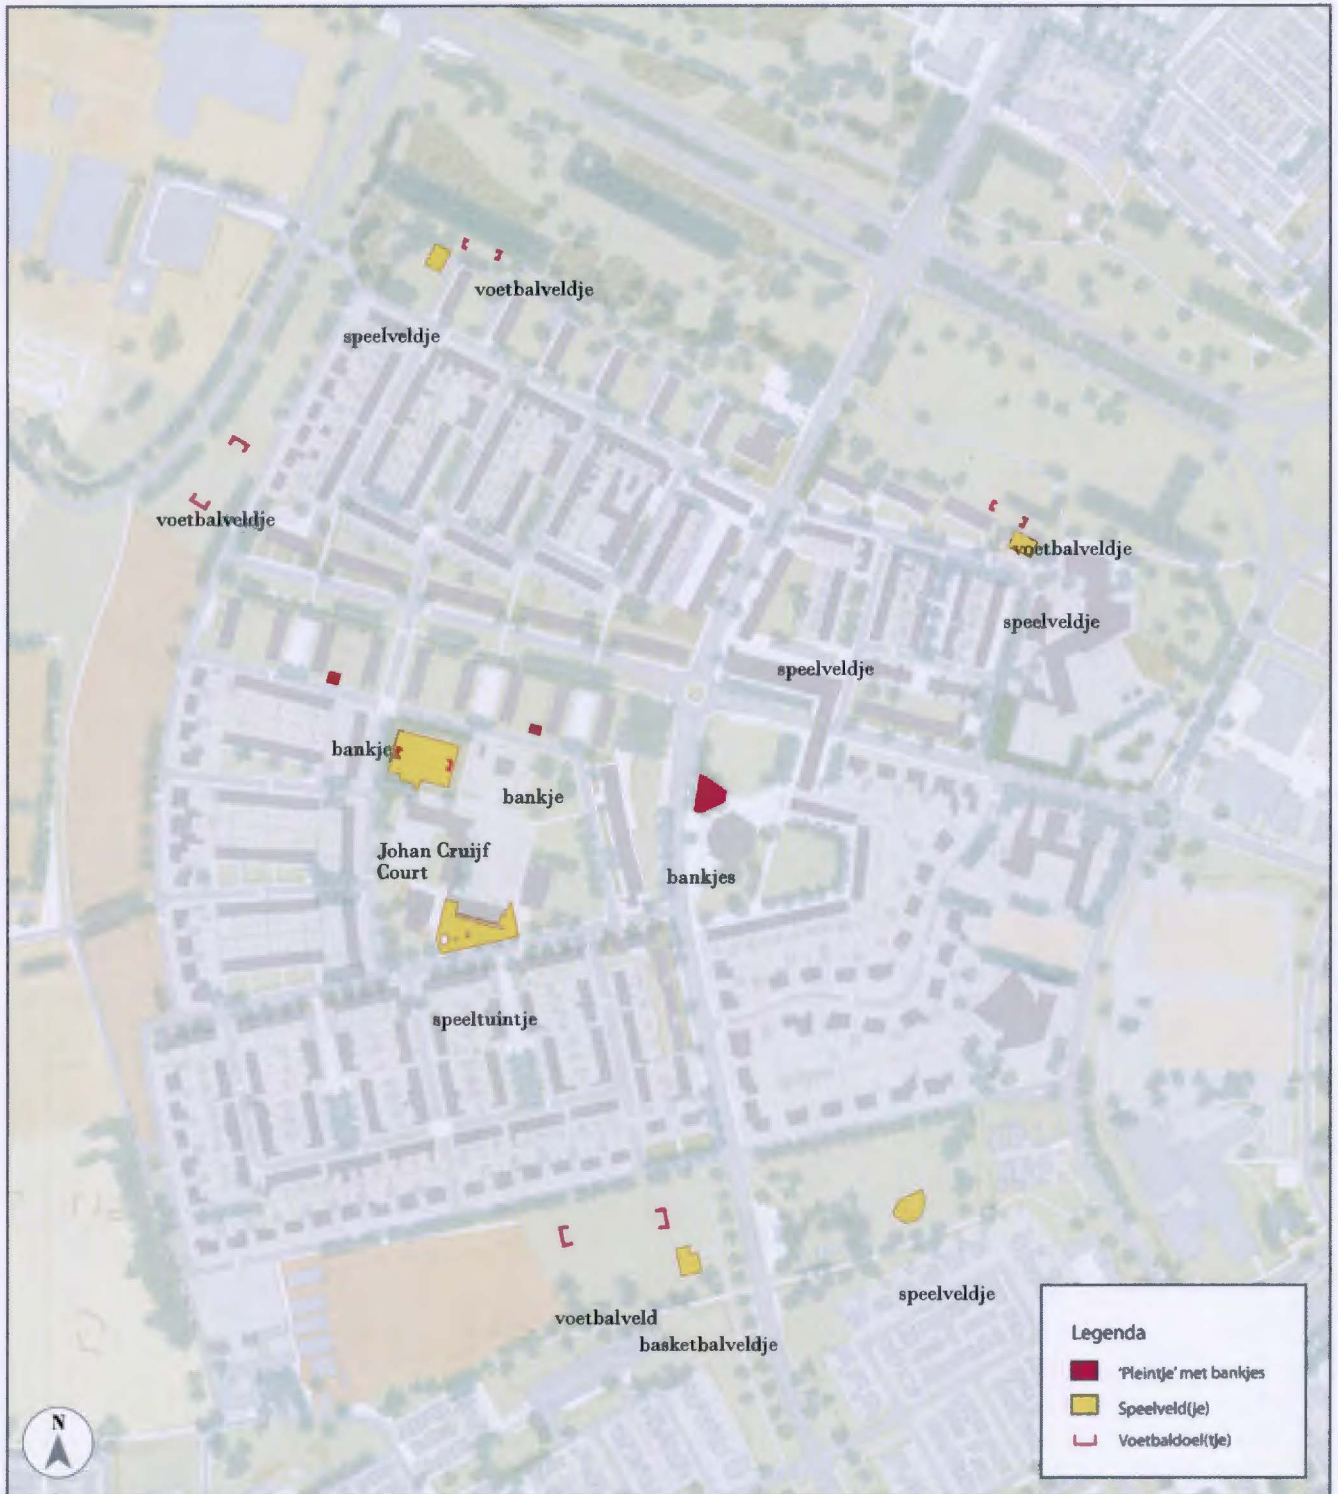 voetbalveldje
speelveldje
voetbalveldje
voetbalveldje
speelveldje
speelveldje
bankje
bankje
Johan Cruijf
Court
bankjes
speeltuintje
speelveldje
voetbalveld
basketbalveldje
Legenda
'Pleintje' met bankjes
Speelveld(je)
Voetbaldoel(tje)
N